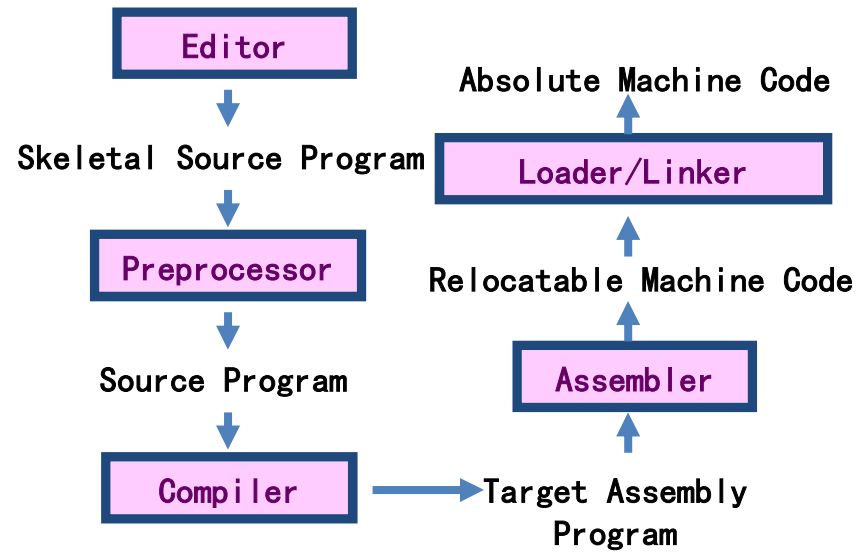 Editor
Skeletal Source Program
Preprocessor
Source Program
Compiler
Target Assembly
Program
Assembler
Relocatable Machine Code
Loader/Linker
Absolute Machine Code